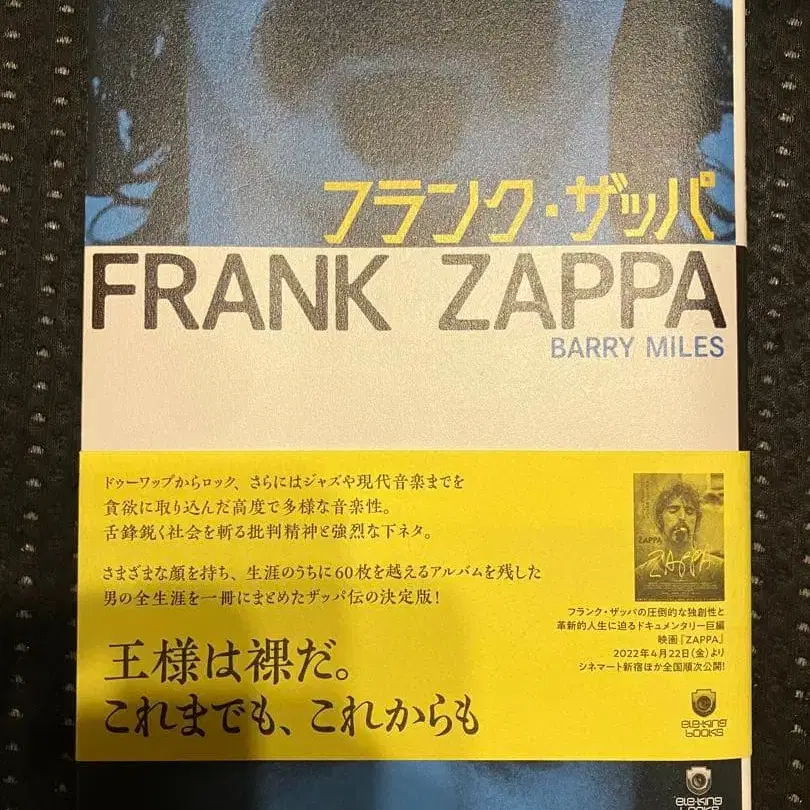 フランク・ザッパ
FRANK ZAPPA
BARRY MILES
ドゥーワップからロック、さらにはジャズや現代音楽までを
貪欲に取り込んだ高度で多様な音楽性。
舌鋒鋭く社会を斬る批判精神と強烈な下ネタ。
さまざまな顔を持ち、生涯のうちに60枚を越えるアルバムを残した
男の全生涯を一冊にまとめたザッパ伝の決定版!
王様は裸だ。
これまでも、これからも
ZAPPA
ZAPPA
フランク・ザッパの圧倒的な独創性と
革新的人生に迫るドキュメンタリー巨編
映画『ZAPPA』
2022年4月22日(金)より
シネマート新宿ほか全国順次公開!
ele-king
books
ele-king
books